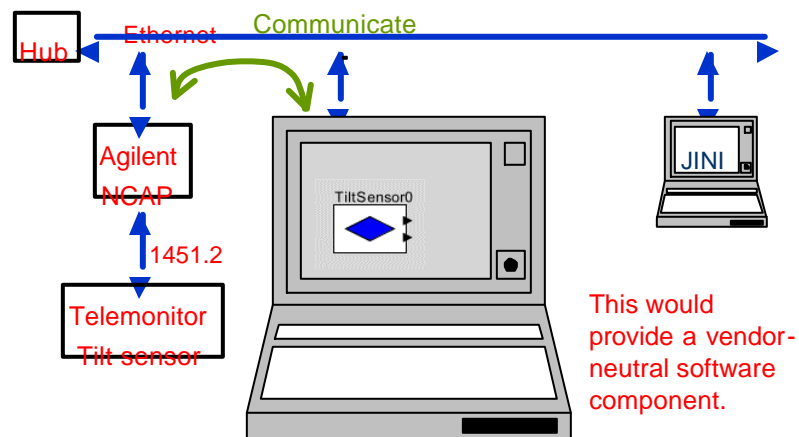 Communicate
Ethernet
Hub
Agilent
NCAP
JINI
TiltSensor0
1451.2
Telemonitor
Tilt sensor
This would
provide a vendor-
neutral software
component.